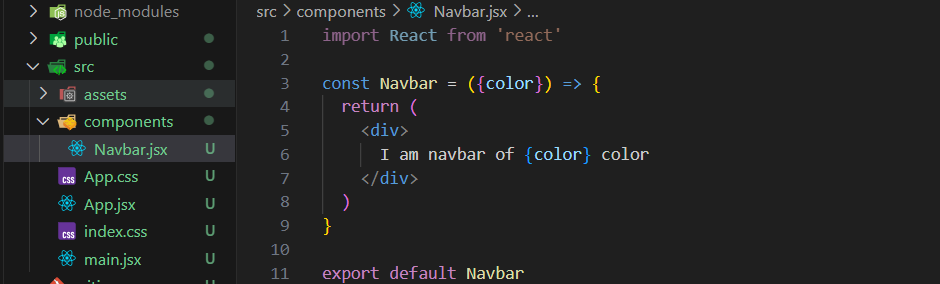 node_modules
public
src
assets
components
Navbar.jsx U
App.css U
App.jsx U
index.css U
main.jsx U
src > components > Navbar.jsx > ...
1 import React from 'react'
2
3 const Navbar = ({color}) => {
4 return (
5 <div>
6 I am navbar of {color} color
7 </div>
8 )
9 }
10
11 export default Navbar